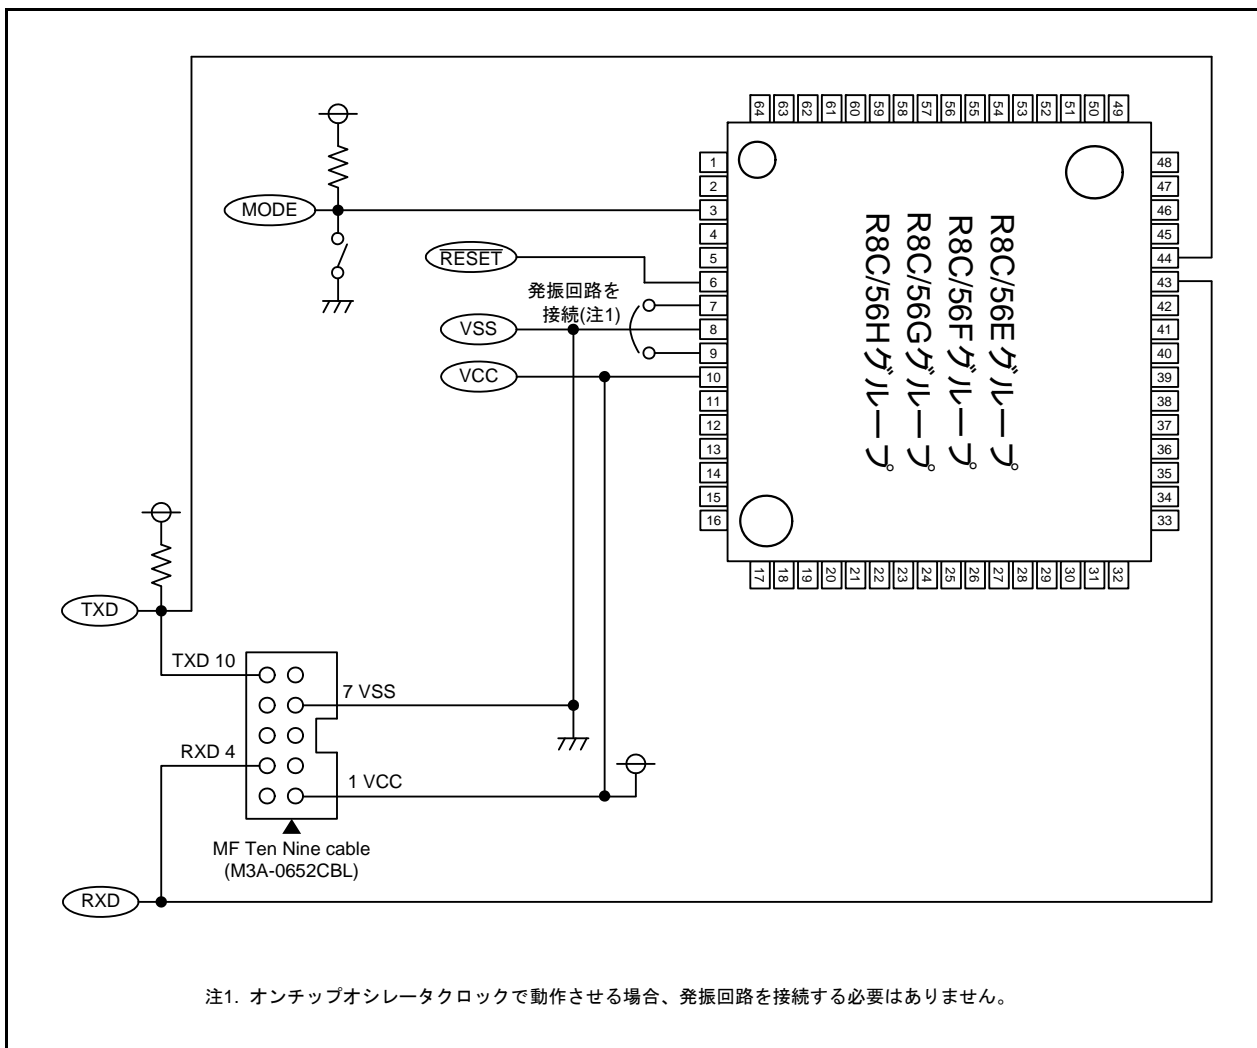 64 63 62 61 60 59 58 57 56 55 54 53 52 51 50 49
1
2
3
4
5
6
7
8
9
10
11
12
13
14
15
16
48
47
46
45
44
43
42
41
40
39
38
37
36
35
34
33
17 18 19 20 21 22 23 24 25 26 27 28 29 30 31 32
R8C/56Eグループ
R8C/56Fグループ
R8C/56Gグループ
R8C/56Hグループ
MODE
RESET
発振回路を
接続(注1)
VSS
VCC
TXD
TXD 10
7 VSS
RXD 4
1 VCC
MF Ten Nine cable
(M3A-0652CBL)
RXD
注1. オンチップオシレータクロックで動作させる場合、発振回路を接続する必要はありません。